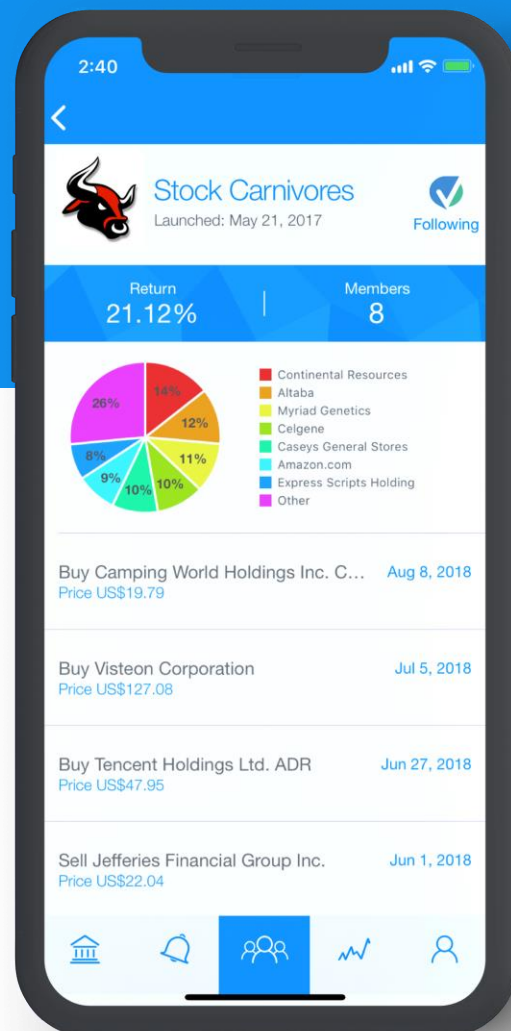 2:40
Stock Carnivores
Launched: May 21, 2017
Following
Return
21.12%
Members
8
14%
12%
11%
10%
10%
9%
8%
26%
Continental Resources
Altaba
Myriad Genetics
Celgene
Caseys General Stores
Amazon.com
Express Scripts Holding
Other
Buy Camping World Holdings Inc. C... Aug 8, 2018
Price US$19.79
Buy Visteon Corporation Jul 5, 2018
Price US$127.08
Buy Tencent Holdings Ltd. ADR Jun 27, 2018
Price US$47.95
Sell Jefferies Financial Group Inc. Jun 1, 2018
Price US$22.04